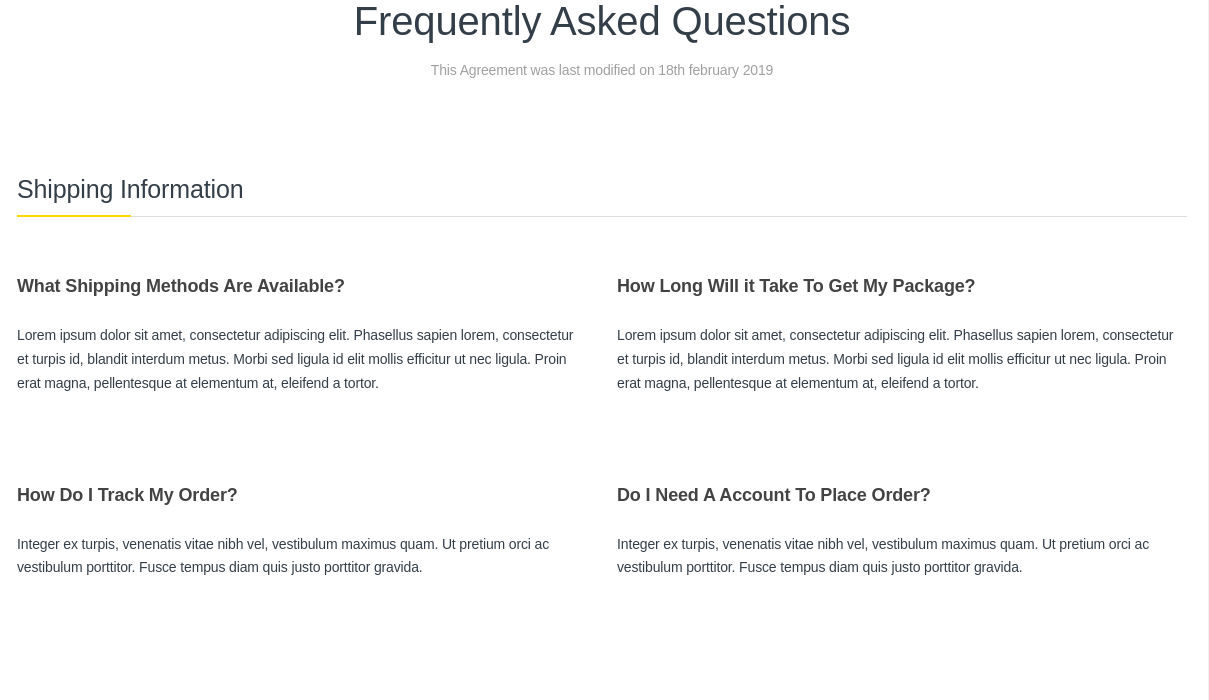 Frequently Asked Questions
This Agreement was last modified on 18th february 2019
Shipping Information
What Shipping Methods Are Available?
Lorem ipsum dolor sit amet, consectetur adipiscing elit. Phasellus sapien lorem, consectetur
et turpis id, blandit interdum metus. Morbi sed ligula id elit mollis efficitur ut nec ligula. Proin
erat magna, pellentesque at elementum at, eleifend a tortor.
How Long Will it Take To Get My Package?
Lorem ipsum dolor sit amet, consectetur adipiscing elit. Phasellus sapien lorem, consectetur
et turpis id, blandit interdum metus. Morbi sed ligula id elit mollis efficitur ut nec ligula. Proin
erat magna, pellentesque at elementum at, eleifend a tortor.
How Do I Track My Order?
Integer ex turpis, venenatis vitae nibh vel, vestibulum maximus quam. Ut pretium orci ac
vestibulum porttitor. Fusce tempus diam quis justo porttitor gravida.
Do I Need A Account To Place Order?
Integer ex turpis, venenatis vitae nibh vel, vestibulum maximus quam. Ut pretium orci ac
vestibulum porttitor. Fusce tempus diam quis justo porttitor gravida.